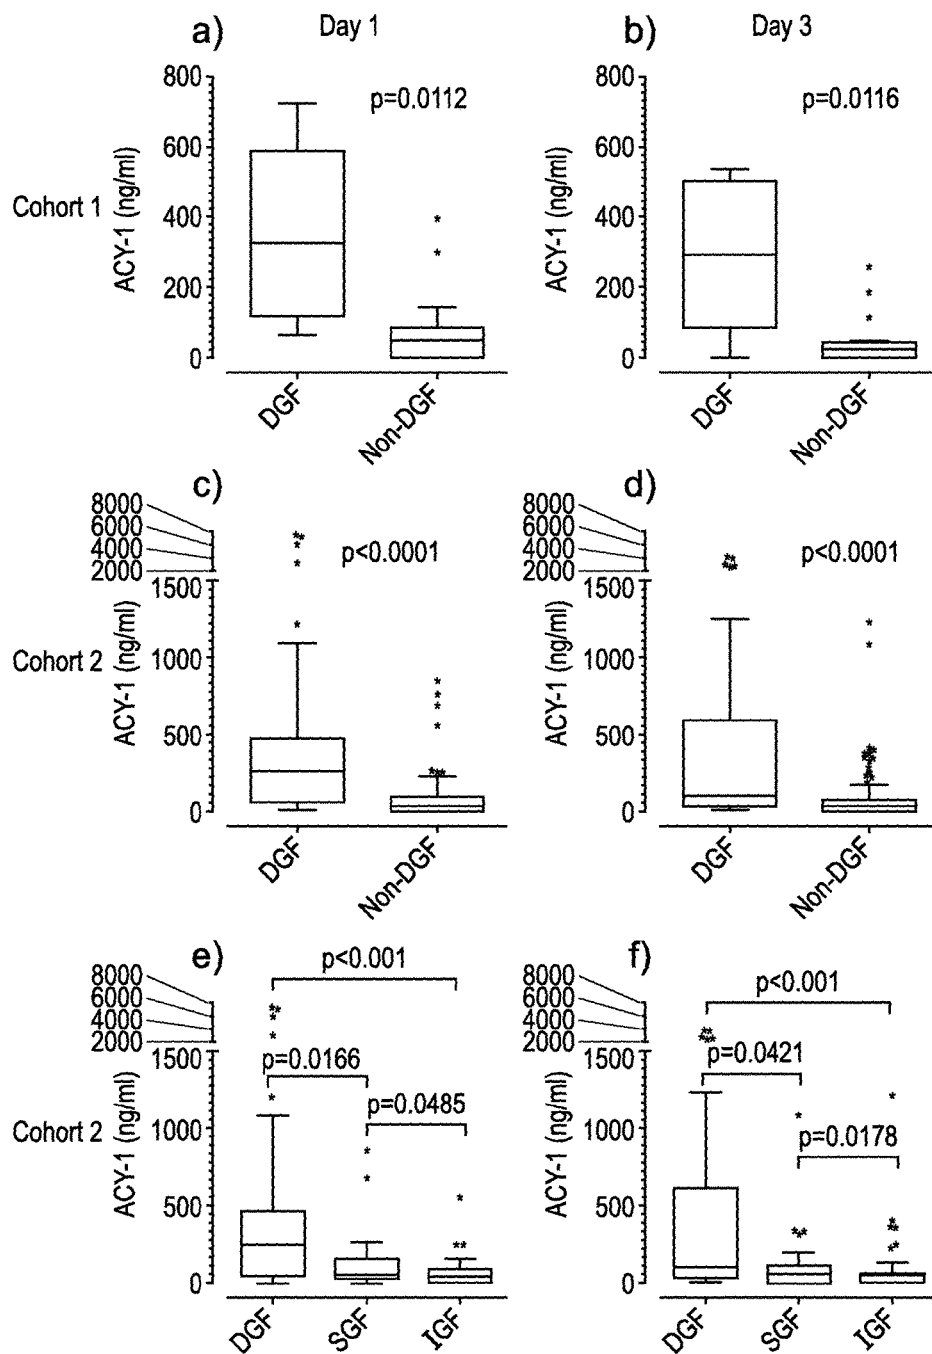 a) Day 1
b) Day 3
Cohort 1
ACY-1 (ng/ml)
800
600
400
200
0
p=0.0112
DGF
Non-DGF
ACY-1 (ng/ml)
800
600
400
200
0
p=0.0116
DGF
Non-DGF
c)
Cohort 2
ACY-1 (ng/ml)
8000
6000
4000
2000
1500
1000
500
0
p<0.0001
DGF
Non-DGF
d)
ACY-1 (ng/ml)
8000
6000
4000
2000
1500
1000
500
0
p<0.0001
DGF
Non-DGF
e)
Cohort 2
ACY-1 (ng/ml)
8000
6000
4000
2000
1500
1000
500
0
p<0.001
p=0.0166
p=0.0485
DGF
SGF
IGF
f)
ACY-1 (ng/ml)
8000
6000
4000
2000
1500
1000
500
0
p<0.001
p=0.0421
p=0.0178
DGF
SGF
IGF